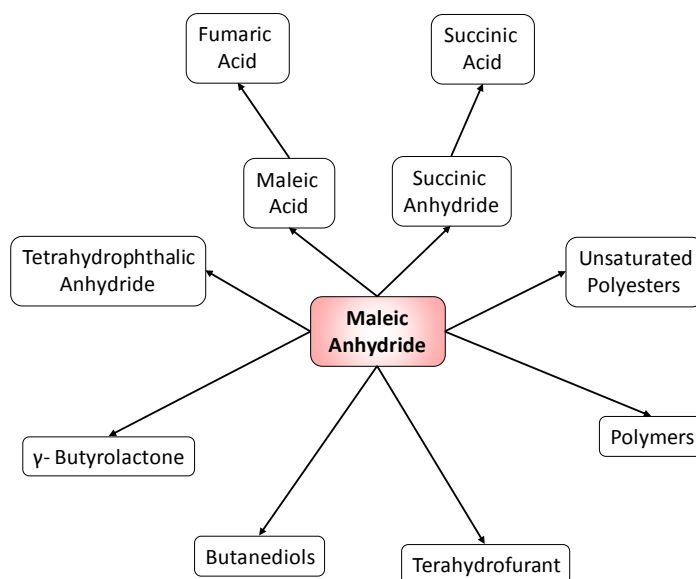 Fumaric
Acid
Succinic
Acid
Maleic
Acid
Succinic
Anhydride
Tetrahydrophthalic
Anhydride
Unsaturated
Polyesters
Maleic
Anhydride
γ- Butyrolactone
Polymers
Butanediols
Terahydrofurant